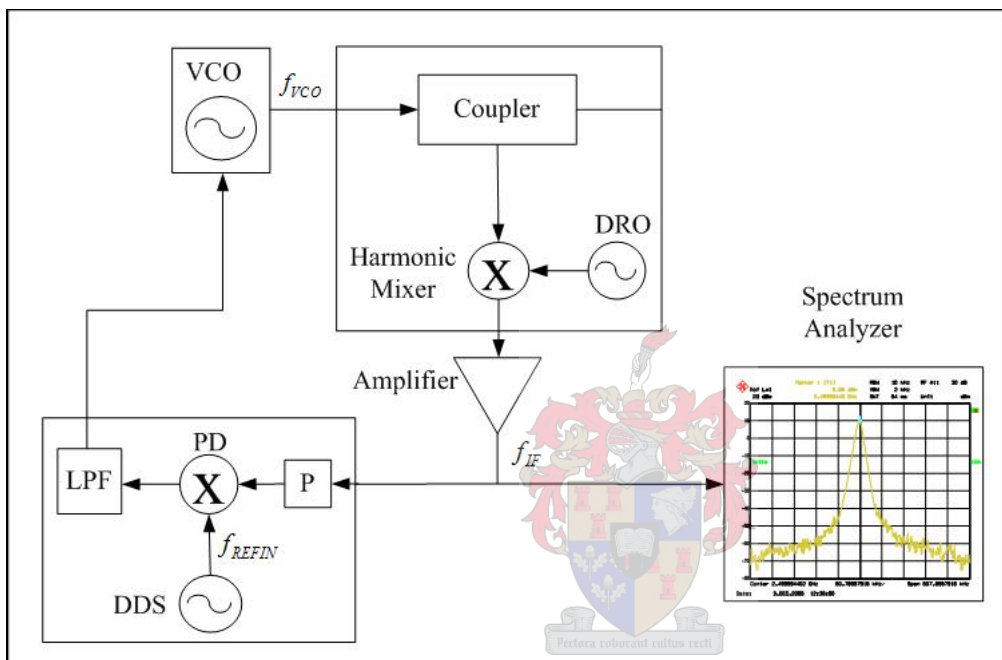 VCO
f_VCO
Coupler
DRO
Harmonic
Mixer
X
Spectrum
Analyzer
Amplifier
f_IF
PD
LPF
X
P
f_REFIN
DDS
Pectora roborant cultus recti